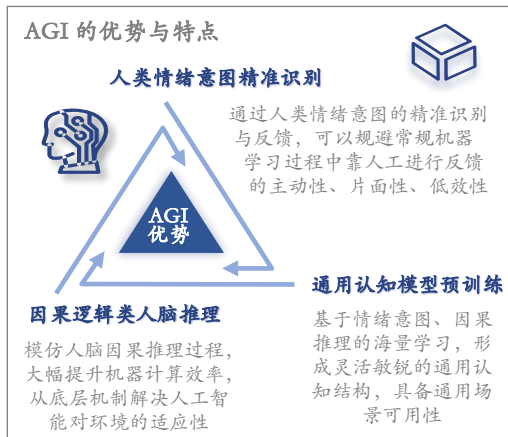 AGI 的优势与特点
人类情绪意图精准识别
通过人类情绪意图的精准识别
与反馈，可以规避常规机器
学习过程中靠人工进行反馈
的主动性、片面性、低效性
AGI
优势
因果逻辑类人脑推理
模仿人脑因果推理过程，
大幅提升机器计算效率，
从底层机制解决人工智
能对环境的适应性
通用认知模型预训练
基于情绪意图、因果
推理的海量学习，形
成灵活敏锐的通用认
知结构，具备通用场
景可用性